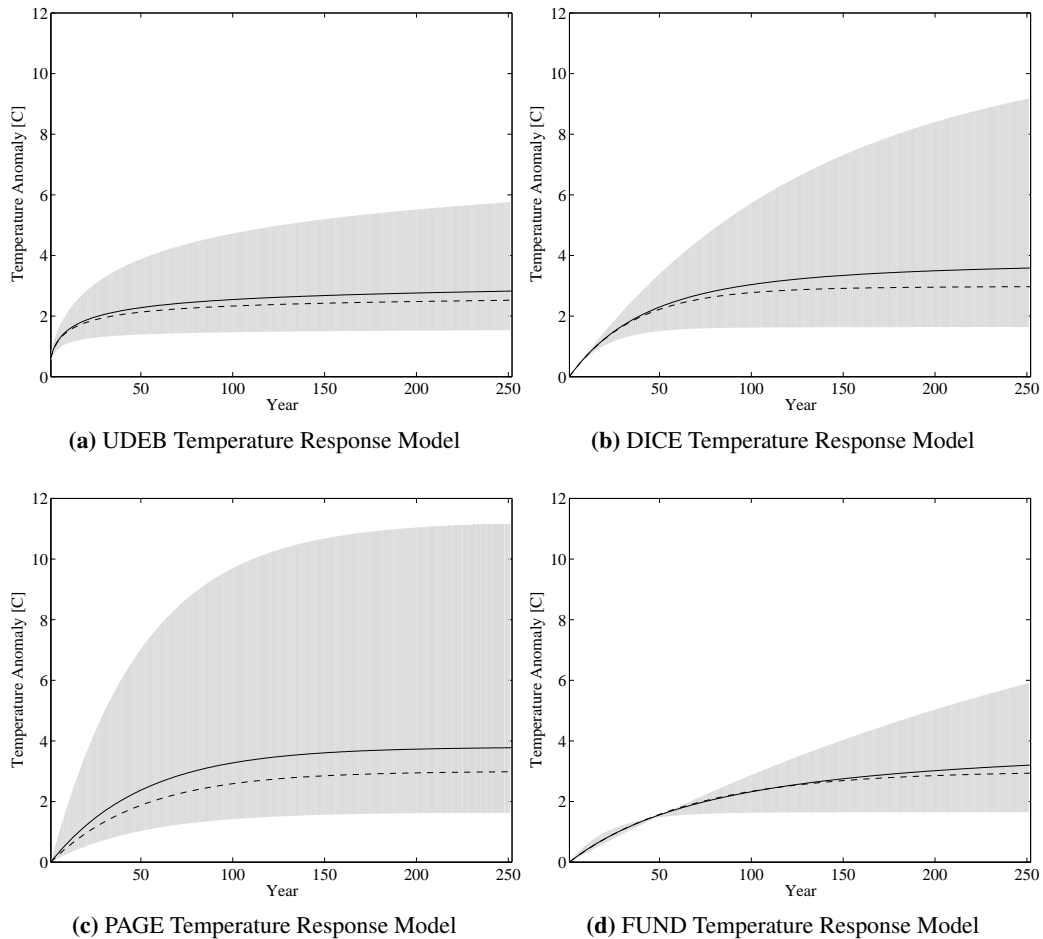 12
10
8
6
4
2
0
Temperature Anomaly [C]
50 100 150 200 250
Year
(a) UDEB Temperature Response Model
12
10
8
6
4
2
0
Temperature Anomaly [C]
50 100 150 200 250
Year
(b) DICE Temperature Response Model
12
10
8
6
4
2
0
Temperature Anomaly [C]
50 100 150 200 250
Year
(c) PAGE Temperature Response Model
12
10
8
6
4
2
0
Temperature Anomaly [C]
50 100 150 200 250
Year
(d) FUND Temperature Response Model